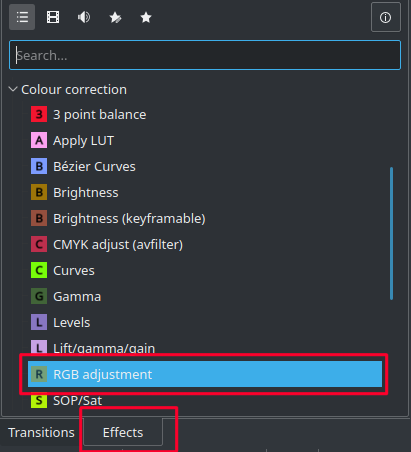 Search...
Colour correction
3 3 point balance
A Apply LUT
B Bézier Curves
B Brightness
B Brightness (keyframable)
C CMYK adjust (avfilter)
C Curves
G Gamma
L Levels
L Lift/gamma/gain
R RGB adjustment
S SOP/Sat
Transitions Effects